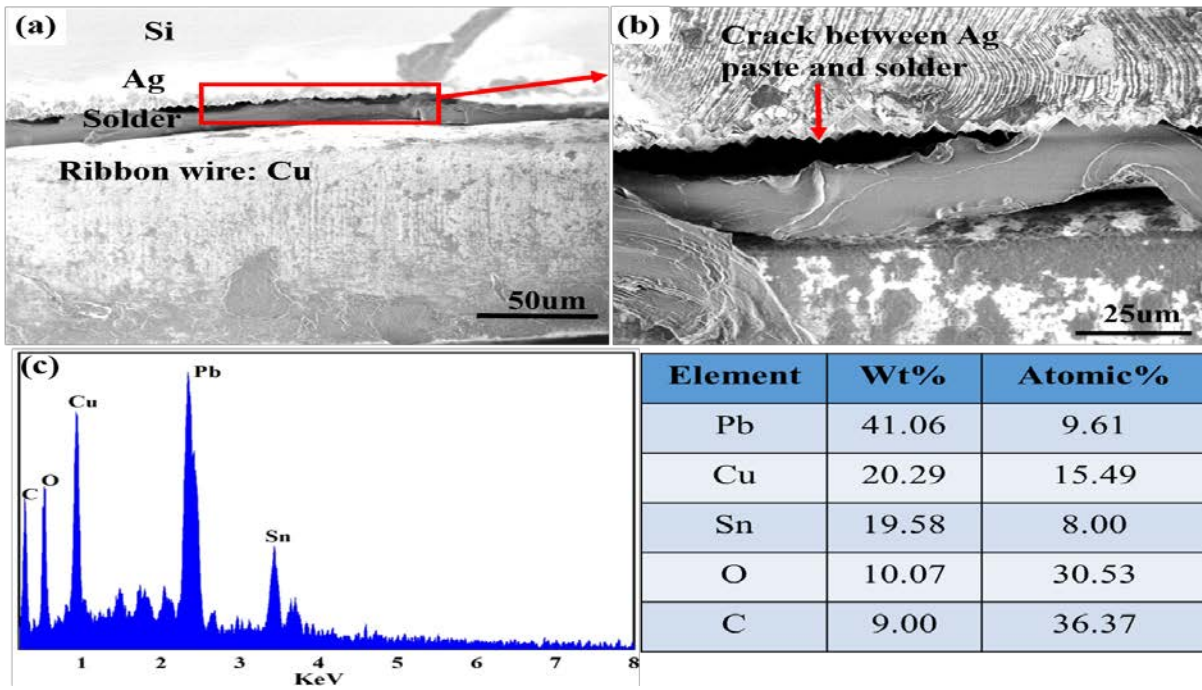 (a)
Si
Ag
Solder
Ribbon wire: Cu
50um
(b)
Crack between Ag
paste and solder
25um
(c)
Pb
Cu
O
C
Sn
1 2 3 4 5 6 7 8
KeV
Element Wt% Atomic%
Pb 41.06 9.61
Cu 20.29 15.49
Sn 19.58 8.00
O 10.07 30.53
C 9.00 36.37